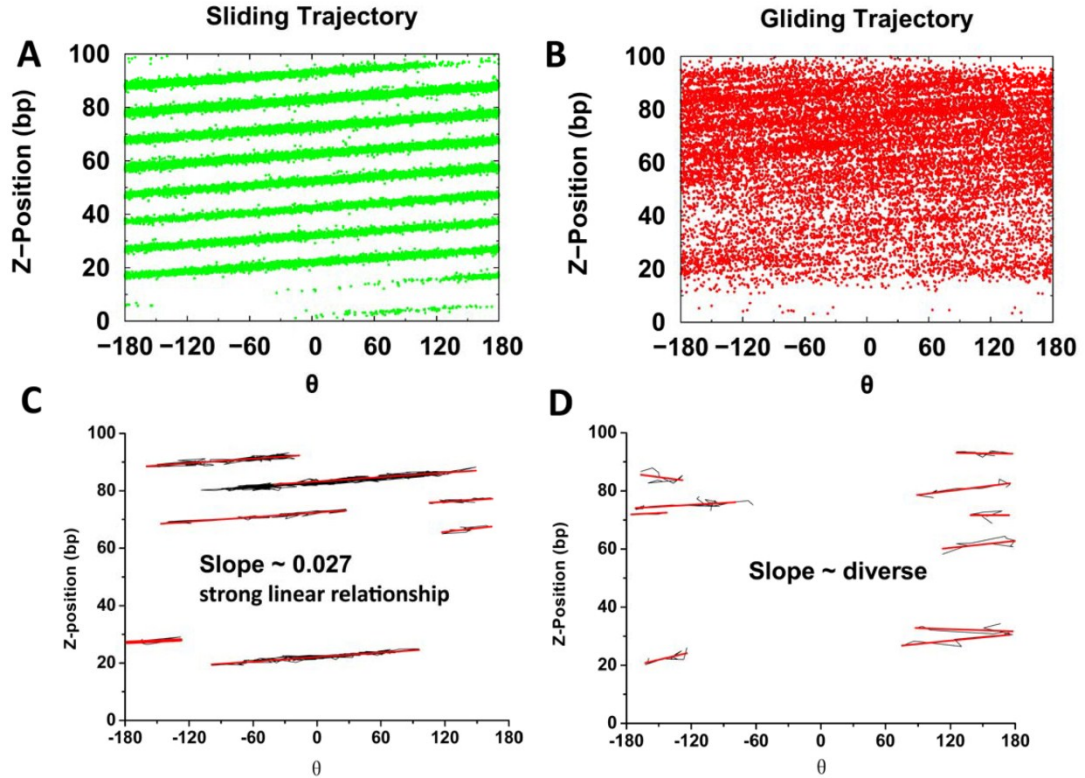 Sliding Trajectory
Gliding Trajectory
A
B
100
80
60
40
20
0
Z−Position (bp)
−180 −120 −60 0 60 120 180
θ
100
80
60
40
20
0
Z−Position (bp)
−180 −120 −60 0 60 120 180
θ
C
D
100
80
60
40
20
0
Z-position (bp)
Slope ~ 0.027
strong linear relationship
-180 -120 -60 0 60 120 180
θ
100
80
60
40
20
0
Z-Position (bp)
Slope ~ diverse
-180 -120 -60 0 60 120 180
θ